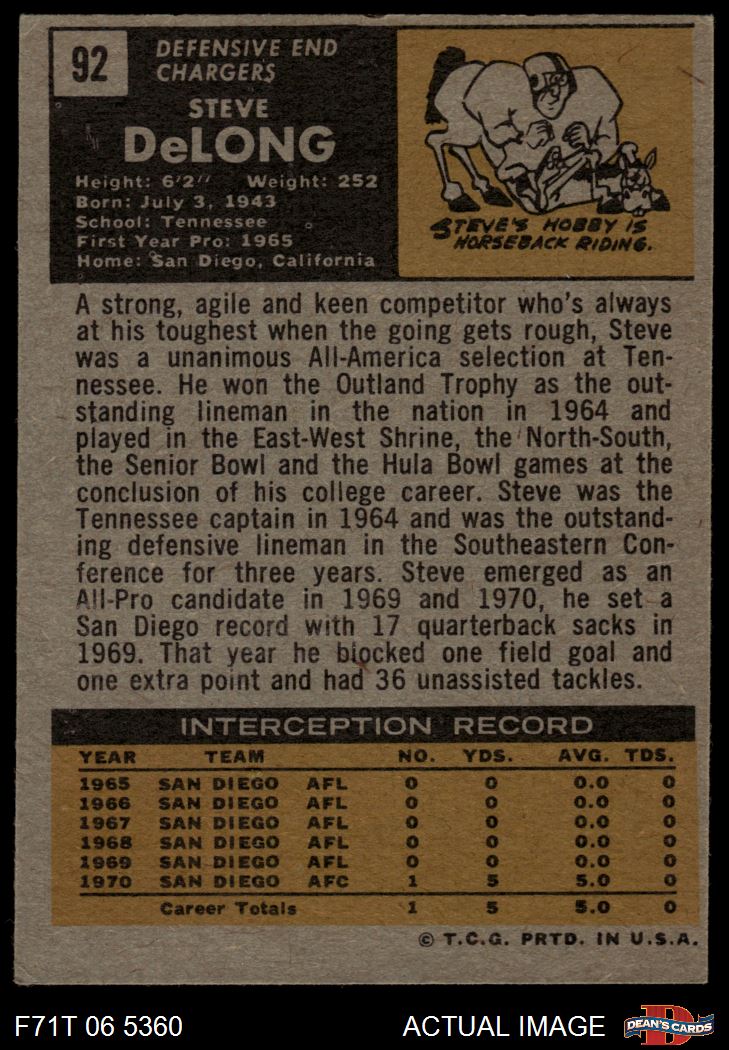 92
DEFENSIVE END
CHARGERS
STEVE
DeLONG
Height: 6'2" Weight: 252
Born: July 3, 1943
School: Tennessee
First Year Pro: 1965
Home: San Diego, California
STEVE'S HOBBY IS
HORSEBACK RIDING.
A strong, agile and keen competitor who's always
at his toughest when the going gets rough, Steve
was a unanimous All-America selection at Ten-
nessee. He won the Outland Trophy as the out-
standing lineman in the nation in 1964 and
played in the East-West Shrine, the North-South,
the Senior Bowl and the Hula Bowl games at the
conclusion of his college career. Steve was the
Tennessee captain in 1964 and was the outstand-
ing defensive lineman in the Southeastern Con-
ference for three years. Steve emerged as an
All-Pro candidate in 1969 and 1970, he set a
San Diego record with 17 quarterback sacks in
1969. That year he blocked one field goal and
one extra point and had 36 unassisted tackles.
INTERCEPTION RECORD
YEAR TEAM NO. YDS. AVG. TDS.
1965 SAN DIEGO AFL 0 0 0.0 0
1966 SAN DIEGO AFL 0 0 0.0 0
1967 SAN DIEGO AFL 0 0 0.0 0
1968 SAN DIEGO AFL 0 0 0.0 0
1969 SAN DIEGO AFL 0 0 0.0 0
1970 SAN DIEGO AFC 1 5 5.0 0
Career Totals 1 5 5.0 0
© T.C.G. PRTD. IN U.S.A.
F71T 06 5360 ACTUAL IMAGE
D
DEAN'S CARDS